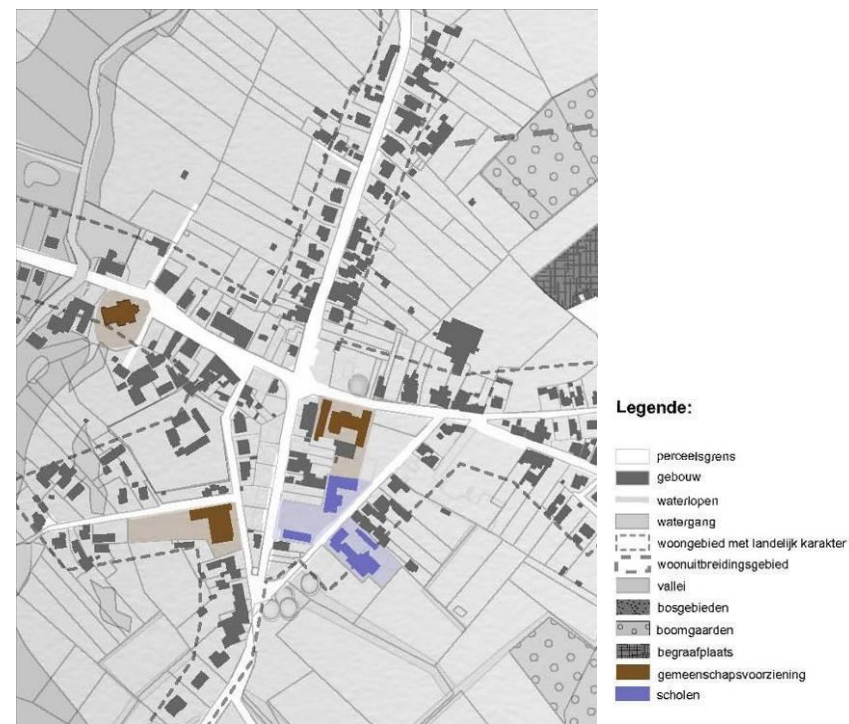 Legende:
perceelsgrens
gebouw
waterlopen
watergang
woongebied met landelijk karakter
woonuitbreidingsgebied
vallei
bosgebieden
boomgaarden
begraafplaats
gemeenschapsvoorziening
scholen